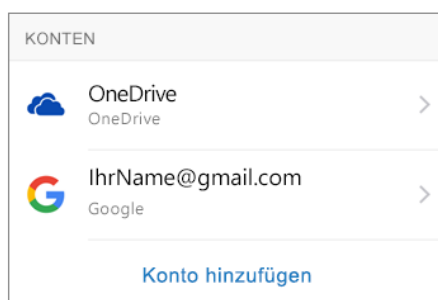 KONTEN
OneDrive
OneDrive
IhrName@gmail.com
Google
Konto hinzufügen